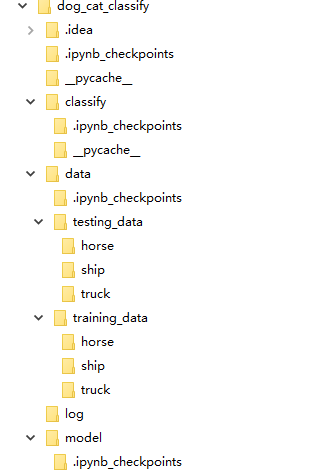 dog_cat_classify
.idea
.ipynb_checkpoints
__pycache__
classify
.ipynb_checkpoints
__pycache__
data
.ipynb_checkpoints
testing_data
horse
ship
truck
training_data
horse
ship
truck
log
model
.ipynb_checkpoints